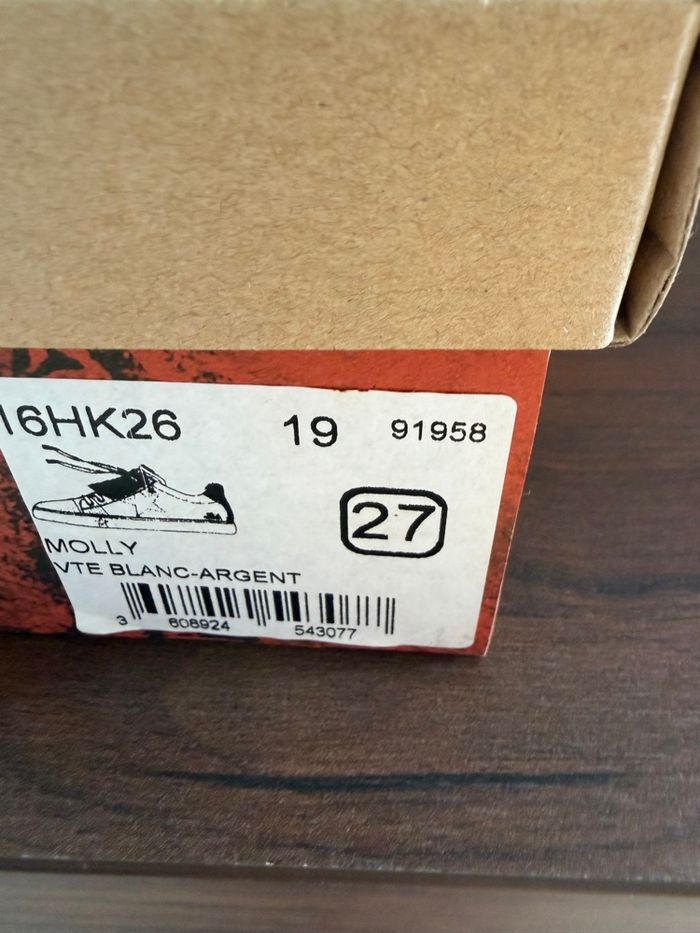 16HK26 19 91958
27
MOLLY
VTE BLANC-ARGENT
3 608924 543077